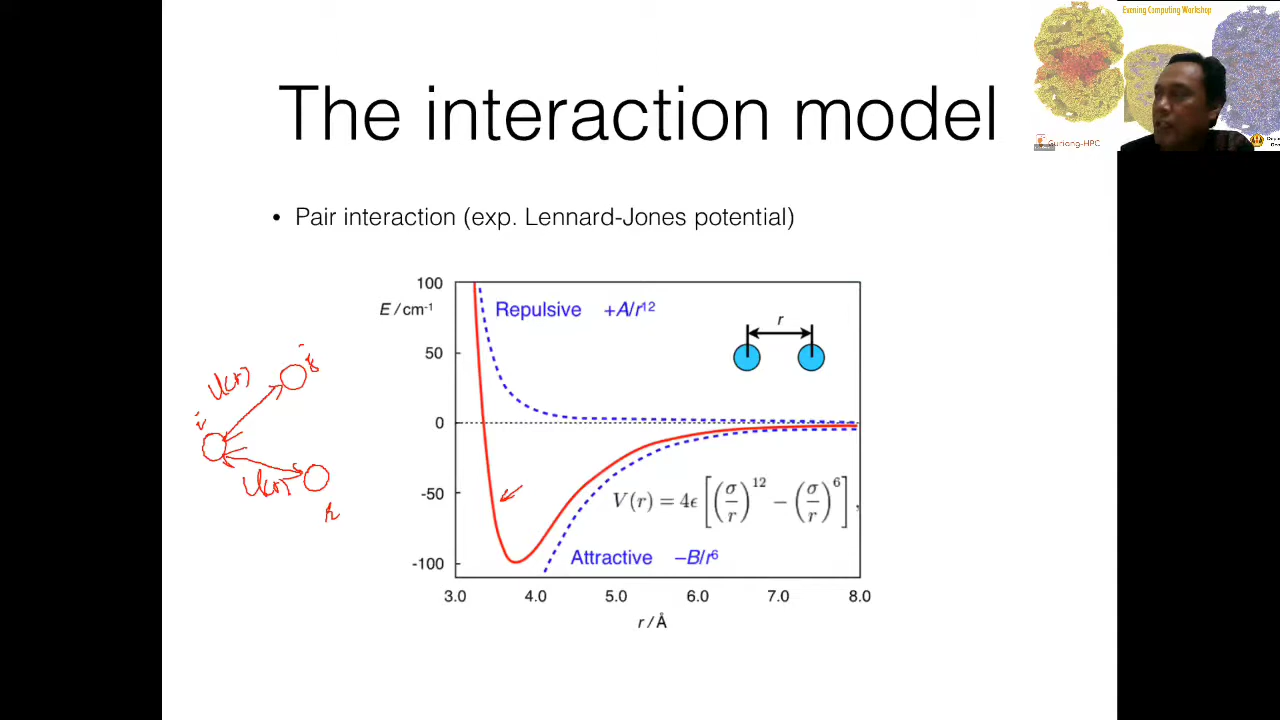 Evening Computing Workshop
The interaction model
Guriang-HPC
• Pair interaction (exp. Lennard-Jones potential)
100
E / cm-1
Repulsive +A/r12
r
50
0
-50
V(r) = 4ϵ [ (σ/r)^12 − (σ/r)^6 ] ,
Attractive –B/r6
-100
3.0 4.0 5.0 6.0 7.0 8.0
r / Å
U(r)
i
U(r)
k